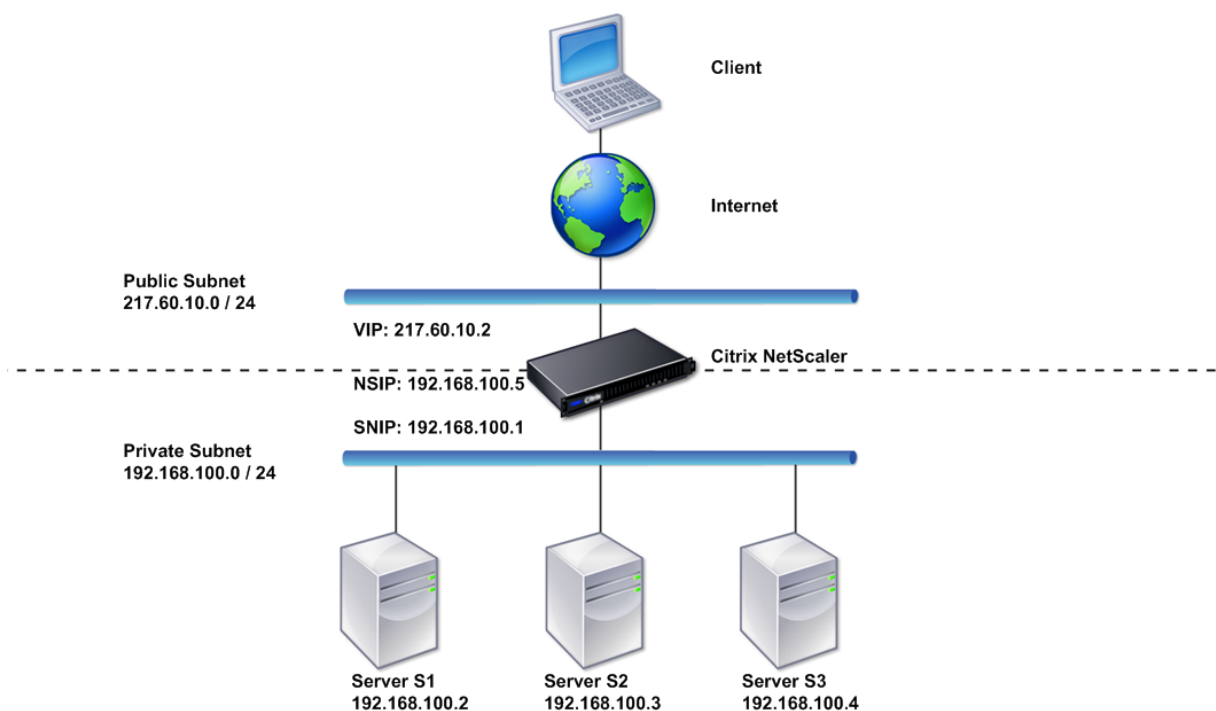 Client
Internet
Public Subnet
217.60.10.0 / 24
VIP: 217.60.10.2
Citrix NetScaler
NSIP: 192.168.100.5
SNIP: 192.168.100.1
Private Subnet
192.168.100.0 / 24
Server S1
192.168.100.2
Server S2
192.168.100.3
Server S3
192.168.100.4